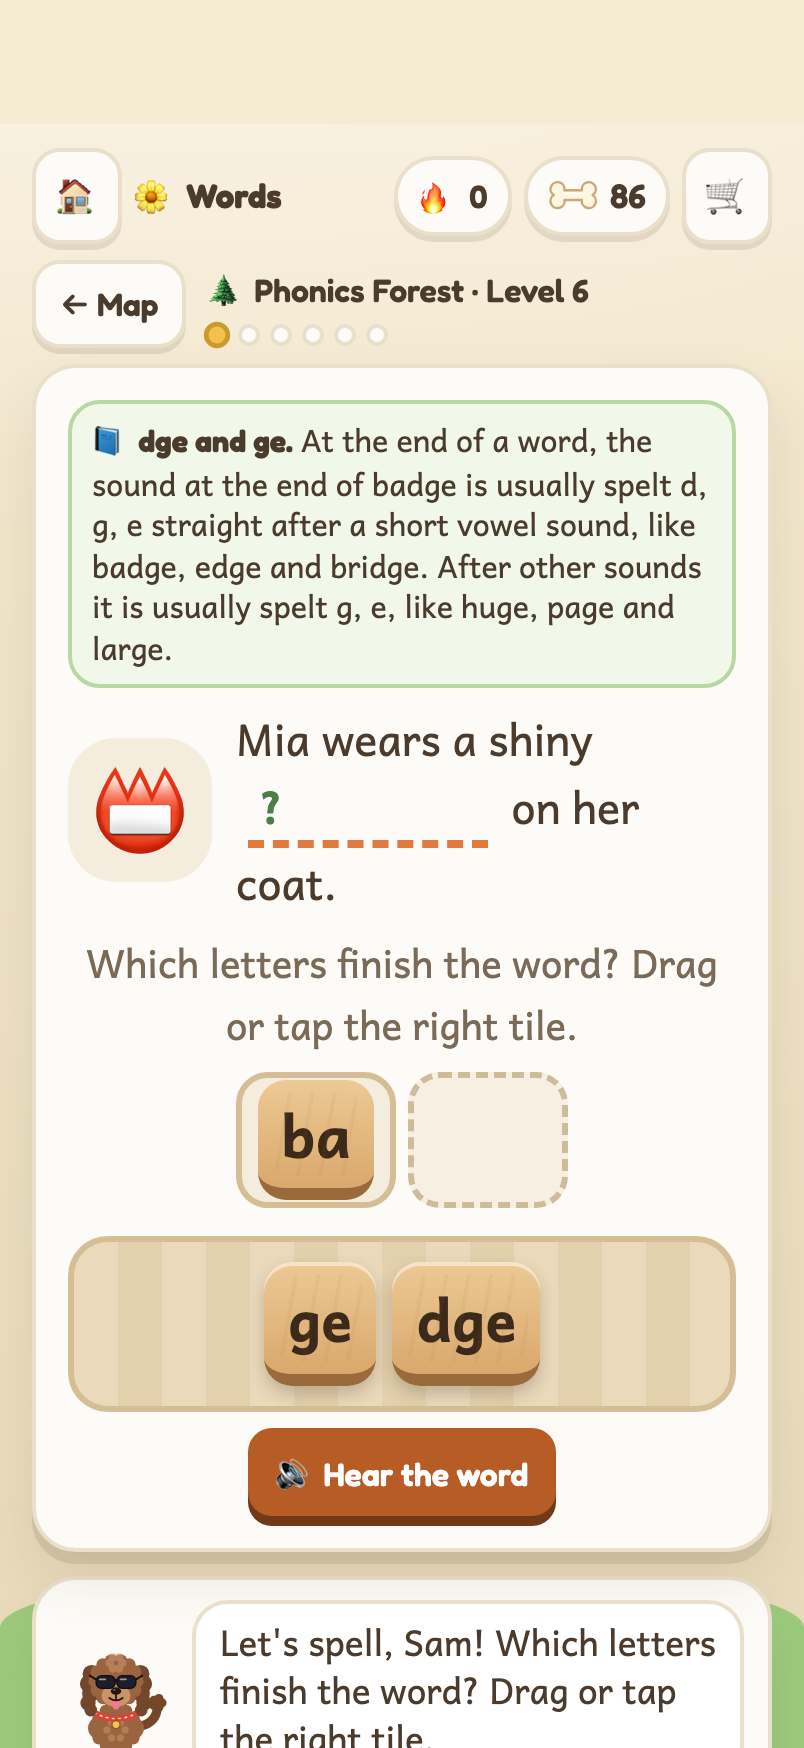 Words
0
86
← Map
Phonics Forest · Level 6
dge and ge. At the end of a word, the
sound at the end of badge is usually spelt d,
g, e straight after a short vowel sound, like
badge, edge and bridge. After other sounds
it is usually spelt g, e, like huge, page and
large.
Mia wears a shiny
? on her
coat.
Which letters finish the word? Drag
or tap the right tile.
ba
ge dge
Hear the word
Let's spell, Sam! Which letters
finish the word? Drag or tap
the right tile.